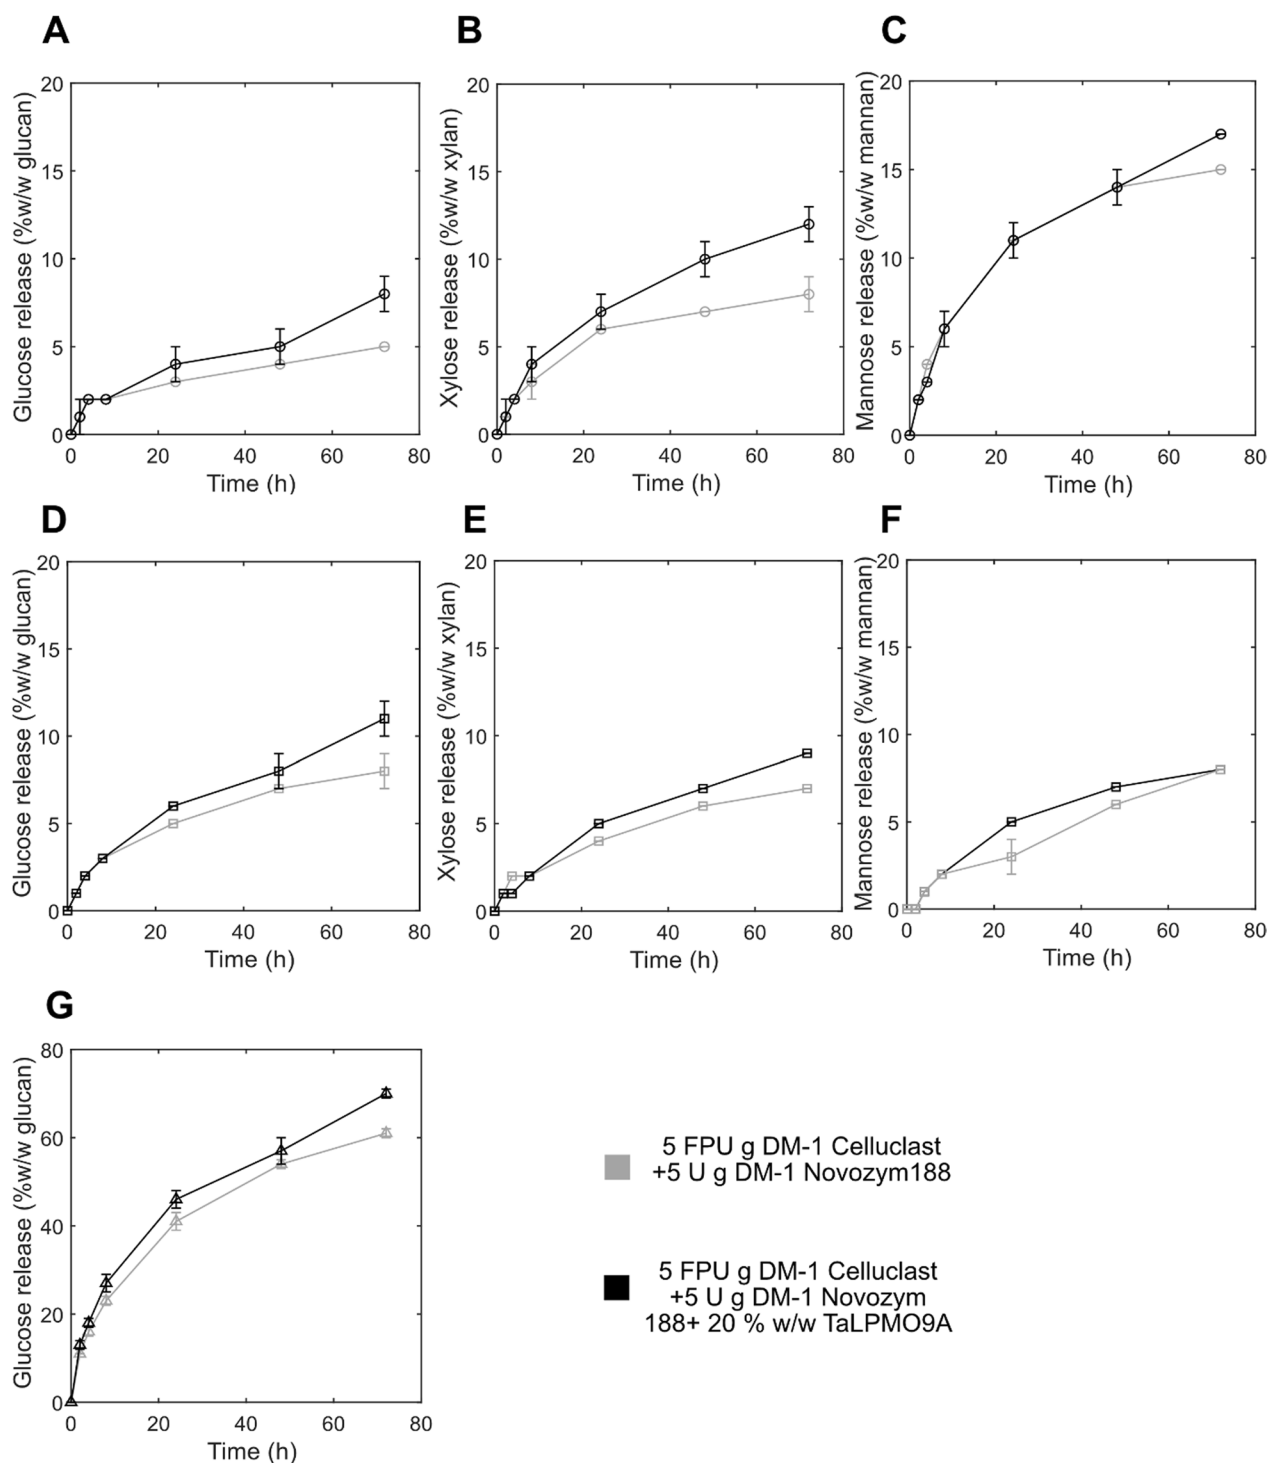 A
B
C
Glucose release (%w/w glucan)
20
15
10
5
0
0 20 40 60 80
Time (h)
Xylose release (%w/w xylan)
20
15
10
5
0
0 20 40 60 80
Time (h)
Mannose release (%w/w mannan)
20
15
10
5
0
0 20 40 60 80
Time (h)
D
E
F
Glucose release (%w/w glucan)
20
15
10
5
0
0 20 40 60 80
Time (h)
Xylose release (%w/w xylan)
20
15
10
5
0
0 20 40 60 80
Time (h)
Mannose release (%w/w mannan)
20
15
10
5
0
0 20 40 60 80
Time (h)
G
Glucose release (%w/w glucan)
80
60
40
20
0
0 20 40 60 80
Time (h)
5 FPU g DM-1 Celluclast
+5 U g DM-1 Novozym188
5 FPU g DM-1 Celluclast
+5 U g DM-1 Novozym
188+ 20 % w/w TaLPMO9A